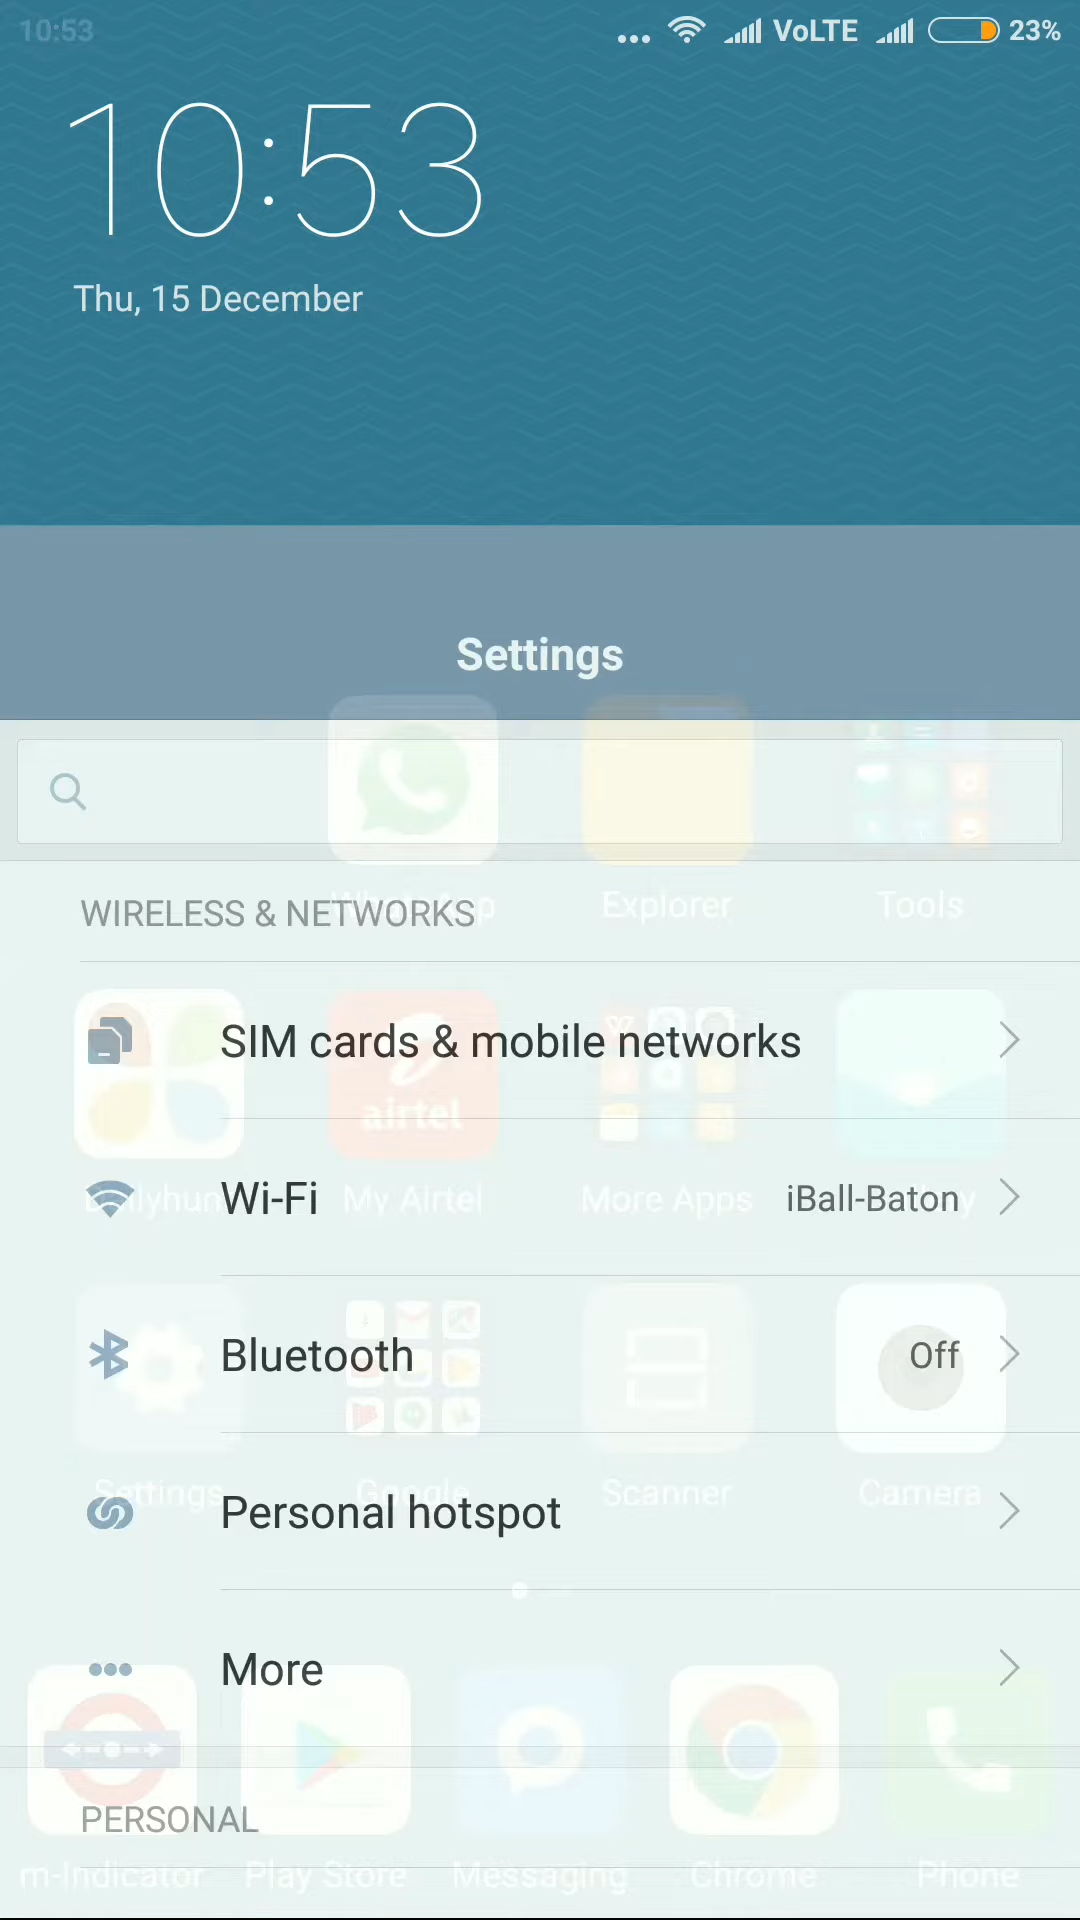 10:53
VoLTE
23%
10:53
Thu, 15 December
Settings
WhatsApp
Explorer
Tools
WIRELESS & NETWORKS
SIM cards & mobile networks
airtel
Wi-Fi
My Airtel
More Apps
iBall-Baton
Bluetooth
Off
Settings
Google
Scanner
Camera
Personal hotspot
More
PERSONAL
m-Indicator
Play Store
Messaging
Chrome
Phone